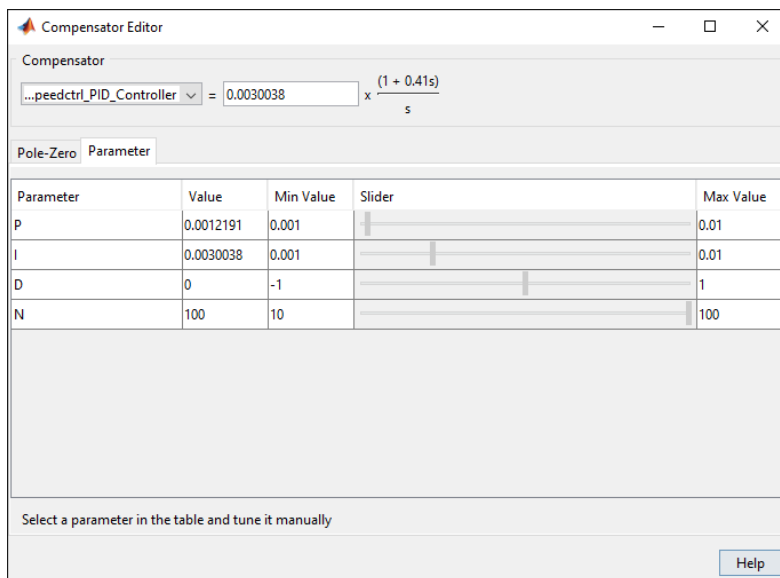 Compensator Editor
Compensator
...peedctrl_PID_Controller = 0.0030038 x (1 + 0.41s)
s
Pole-Zero Parameter
Parameter Value Min Value Slider Max Value
P 0.0012191 0.001 0.01
I 0.0030038 0.001 0.01
D 0 -1 1
N 100 10 100
Select a parameter in the table and tune it manually
Help